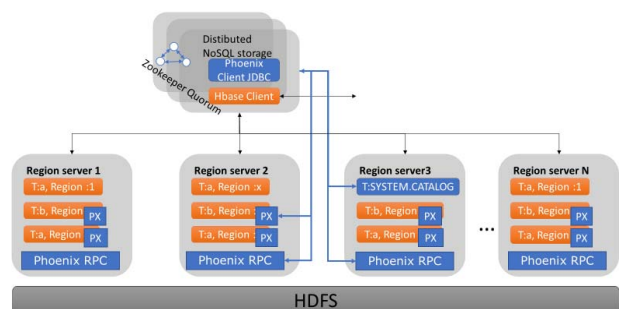 Distibuted
NoSQL storage
Phoenix
Client JDBC
Hbase Client
Zookeeper Quorum
Region server 1
T:a, Region :1
T:b, Region
PX
T:a, Region
PX
Phoenix RPC
Region server 2
T:a, Region :x
T:b, Region
PX
T:a, Region :
PX
Phoenix RPC
Region server3
T:SYSTEM.CATALOG
T:b, Region
PX
T:a, Region
PX
Phoenix RPC
...
Region server N
T:a, Region :1
T:b, Region
PX
T:a, Region
PX
Phoenix RPC
HDFS